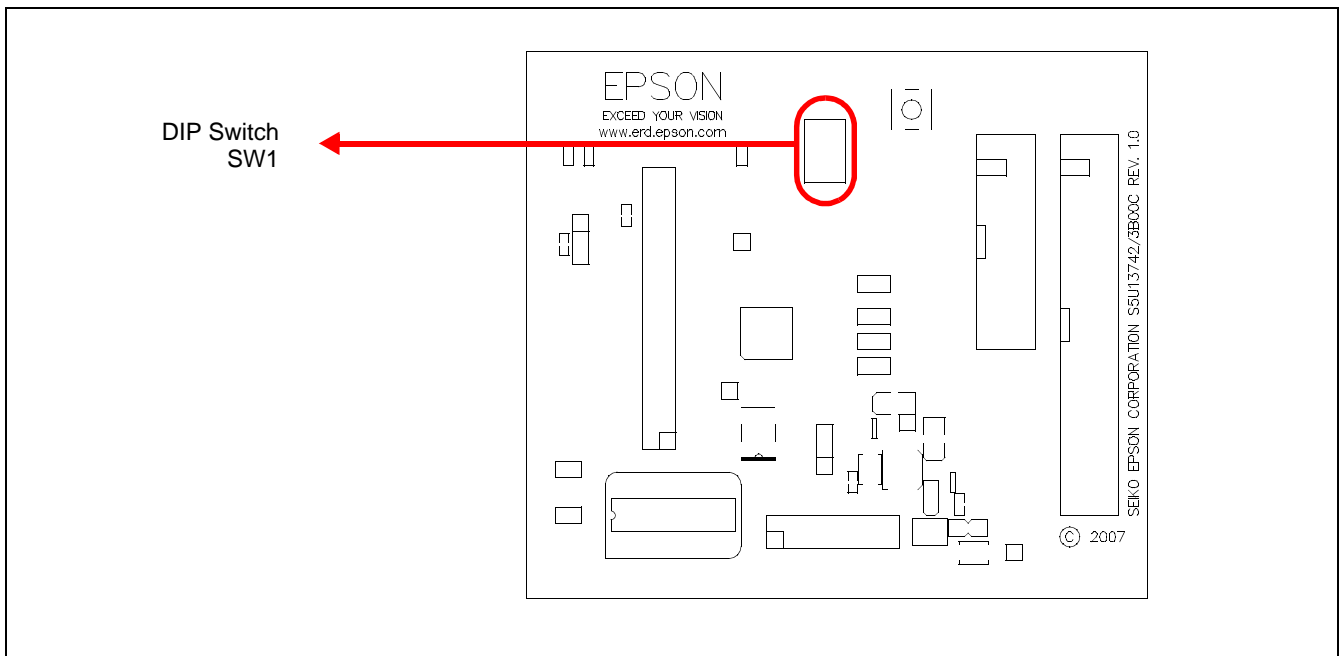 EPSON
EXCEED YOUR VISION
www.erd.epson.com
DIP Switch
SW1
SEIKO EPSON CORPORATION S5U13742/3B00C REV. 1.0
© 2007